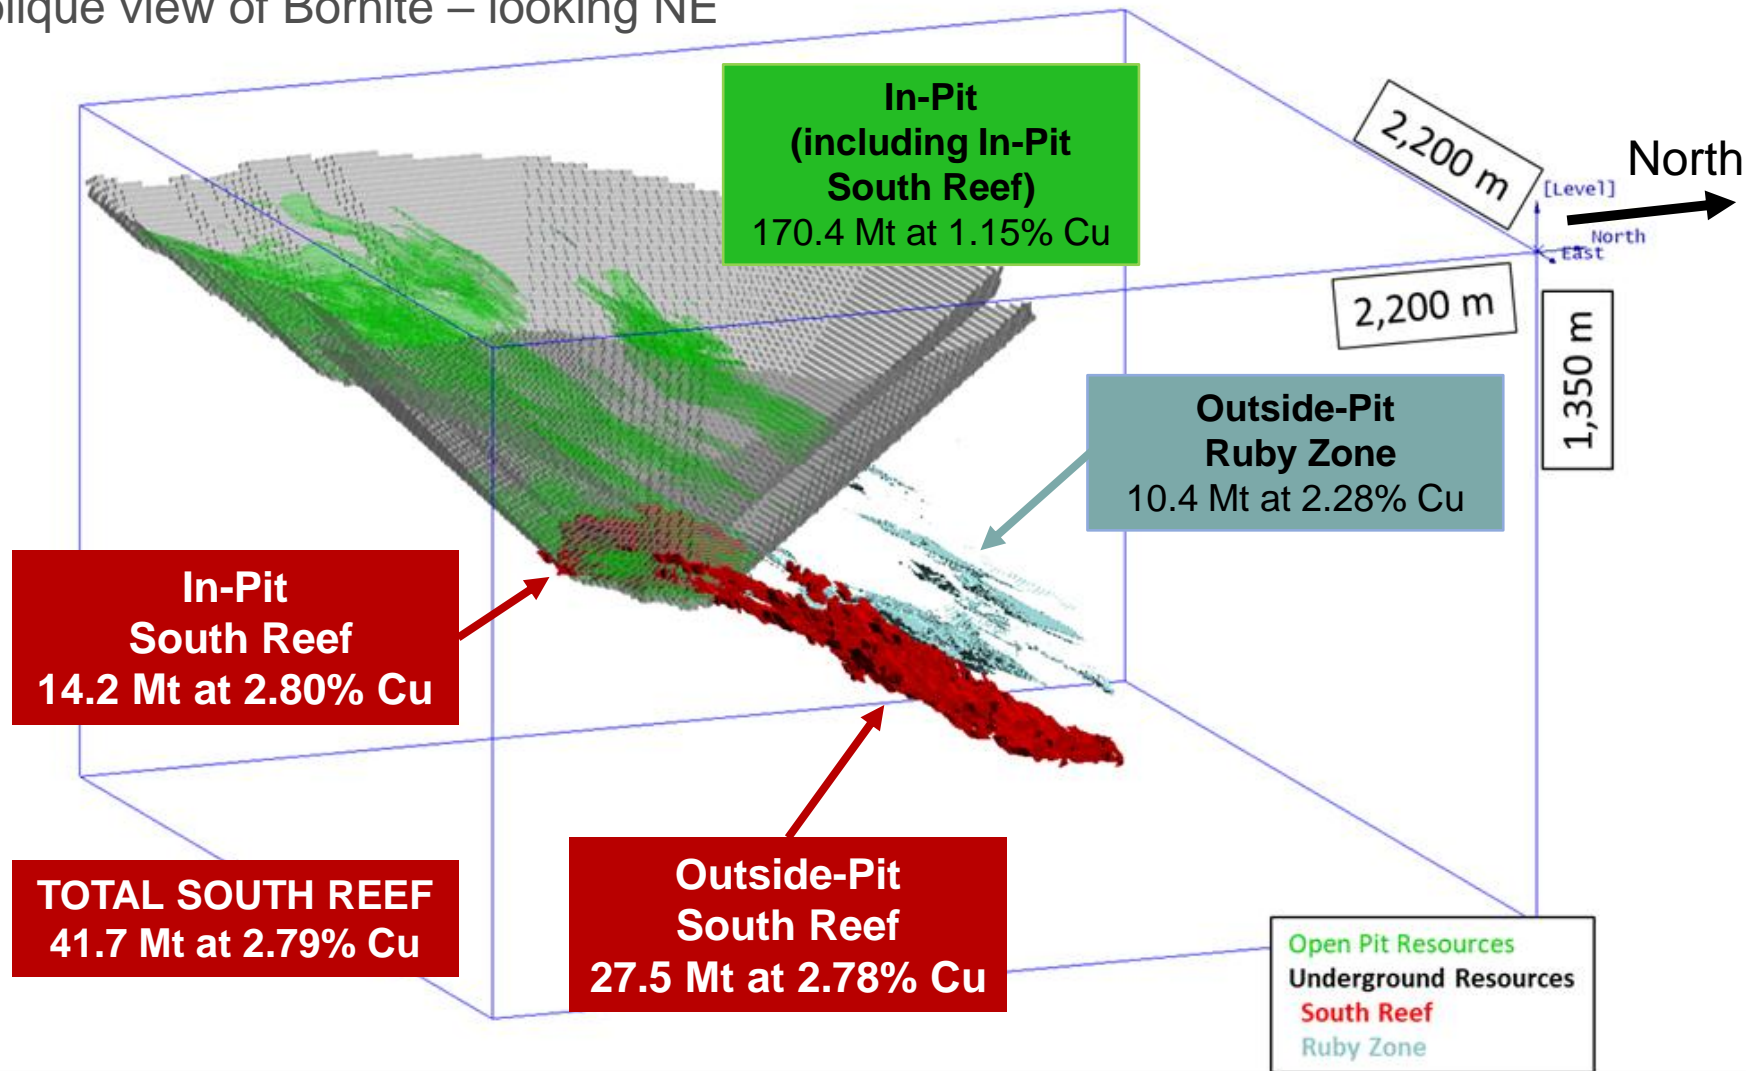 blique view of Bornite – looking NE
In-Pit
(including In-Pit
South Reef)
170.4 Mt at 1.15% Cu
2,200 m
North
[Level]
North
East
2,200 m
1,350 m
Outside-Pit
Ruby Zone
10.4 Mt at 2.28% Cu
In-Pit
South Reef
14.2 Mt at 2.80% Cu
TOTAL SOUTH REEF
41.7 Mt at 2.79% Cu
Outside-Pit
South Reef
27.5 Mt at 2.78% Cu
Open Pit Resources
Underground Resources
South Reef
Ruby Zone